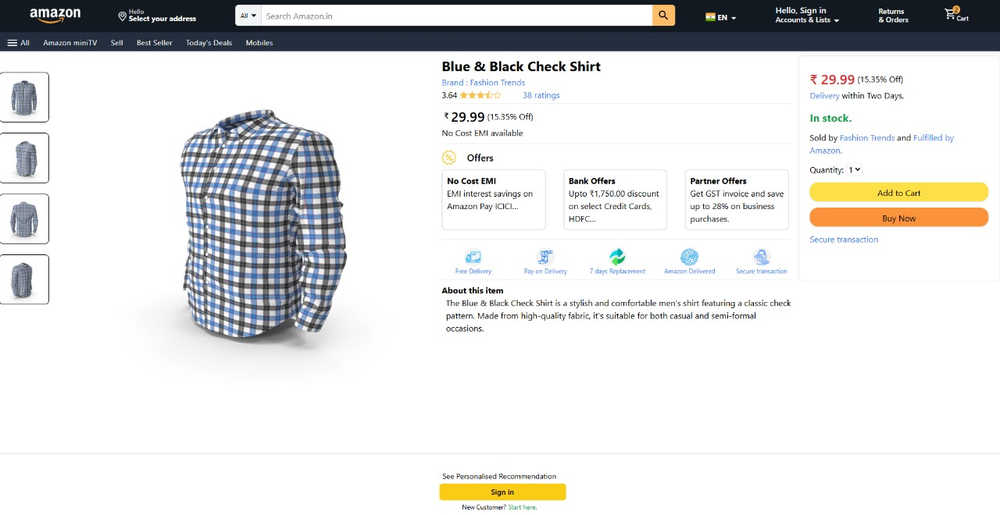 amazon
Hello
Select your address
All
Search Amazon.in
EN
Hello, Sign in
Accounts & Lists
Returns
& Orders
2
Cart
All
Amazon miniTV
Sell
Best Seller
Today's Deals
Mobiles
Blue & Black Check Shirt
Brand : Fashion Trends
3.64
38 ratings
₹ 29.99 (15.35% Off)
No Cost EMI available
Offers
No Cost EMI
EMI interest savings on
Amazon Pay ICICI...
Bank Offers
Upto ₹1,750.00 discount
on select Credit Cards,
HDFC...
Partner Offers
Get GST invoice and save
up to 28% on business
purchases.
Free Delivery
Pay on Delivery
7 days Replacement
Amazon Delivered
Secure transaction
About this item
The Blue & Black Check Shirt is a stylish and comfortable men's shirt featuring a classic check
pattern. Made from high-quality fabric, it's suitable for both casual and semi-formal
occasions.
₹ 29.99 (15.35% Off)
Delivery within Two Days.
In stock.
Sold by Fashion Trends and Fulfilled by
Amazon.
Quantity: 1
Add to Cart
Buy Now
Secure transaction
See Personalised Recommendation
Sign in
New Customer? Start here.